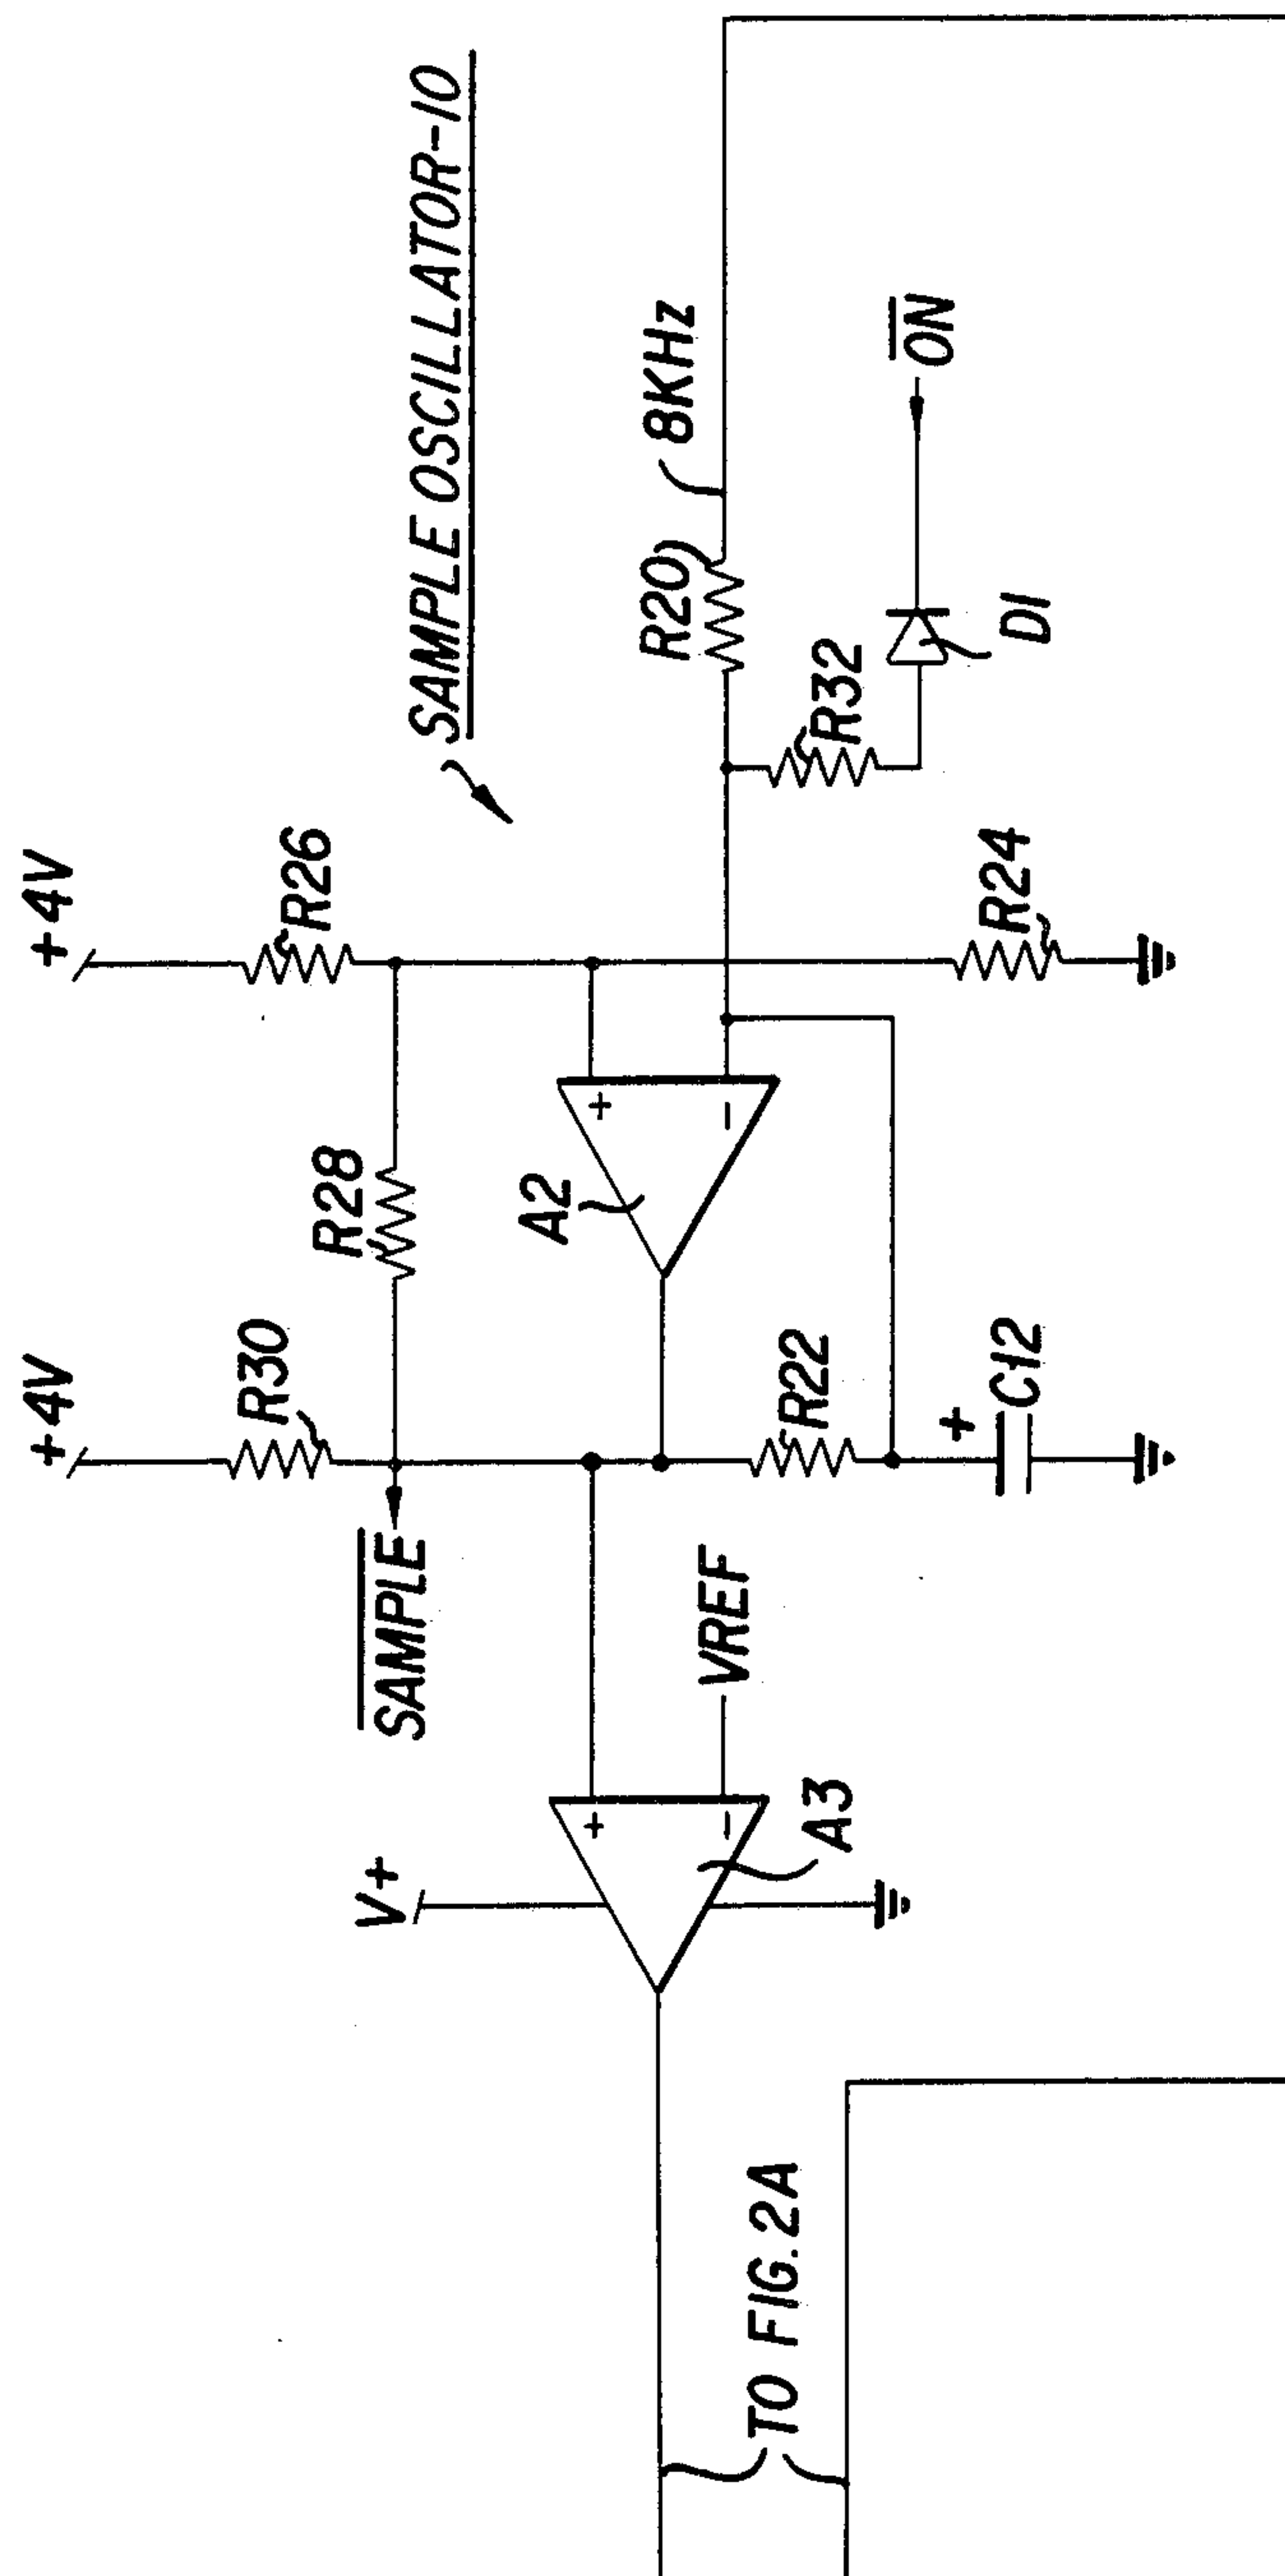 SAMPLE OSCILLATOR-10
+4V
+4V
R26
R30
R28
SAMPLE
V+
A2
R20
8KHz
VREF
A3
R22
R32
ON
D1
R24
+
C12
+
-
+
-
TO FIG. 2A